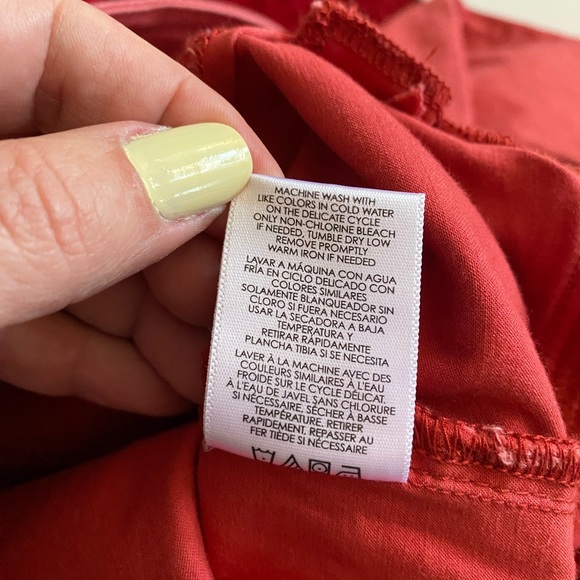 MACHINE WASH WITH
LIKE COLORS IN COLD WATER
ON THE DELICATE CYCLE
ONLY NON-CHLORINE BLEACH
IF NEEDED, TUMBLE DRY LOW
REMOVE PROMPTLY
WARM IRON IF NEEDED
LAVAR A MÁQUINA CON AGUA
FRÍA EN CICLO DELICADO CON
COLORES SIMILARES
SOLAMENTE BLANQUEADOR SIN
CLORO SI FUERA NECESARIO
USAR LA SECADORA A BAJA
TEMPERATURA Y
RETIRAR RÁPIDAMENTE
PLANCHA TIBIA SI SE NECESITA
LAVER À LA MACHINE AVEC DES
COULEURS SIMILAIRES À L'EAU
FROIDE SUR LE CYCLE DÉLICAT.
À L'EAU DE JAVEL SANS CHLORURE
SI NÉCESSAIRE, SÉCHER À BASSE
TEMPÉRATURE. RETIRER
RAPIDEMENT. REPASSER AU
FER TIÈDE SI NÉCESSAIRE